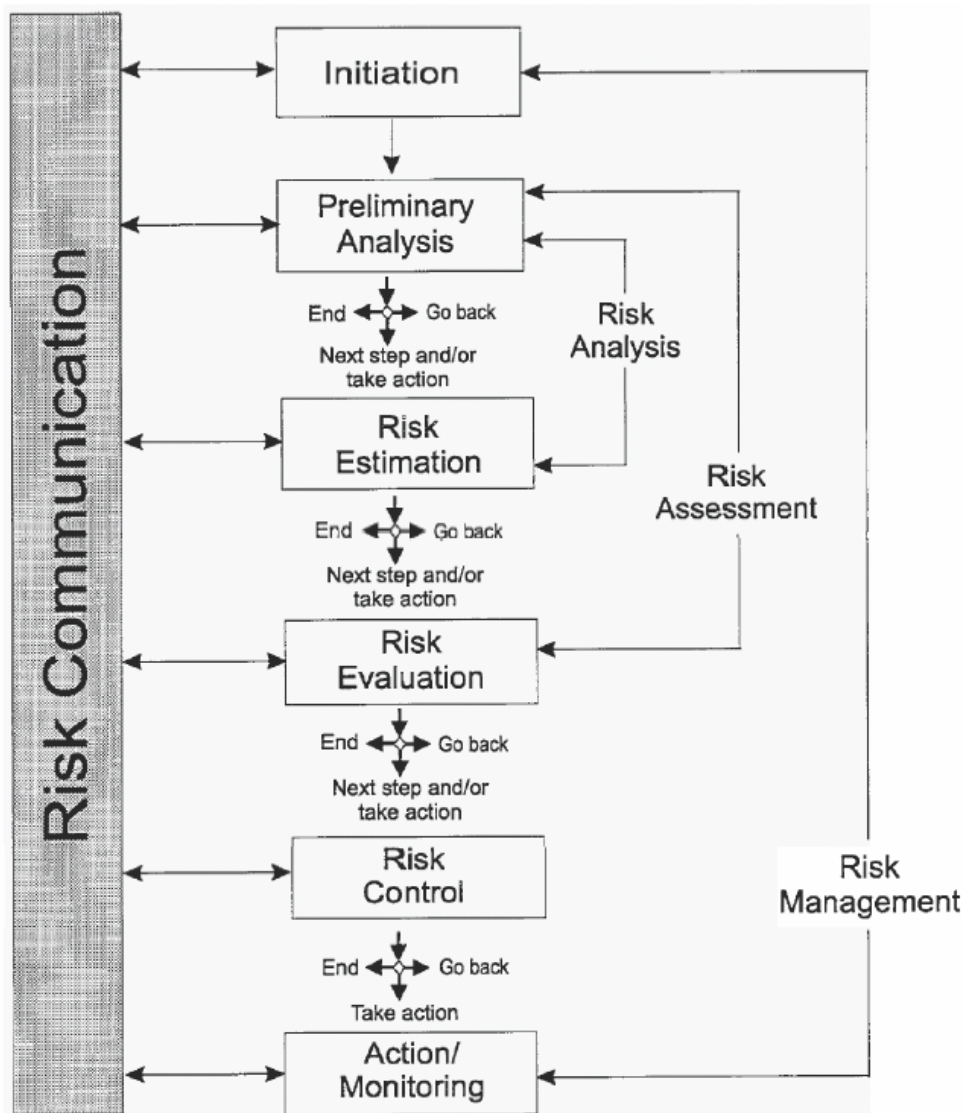 Risk Communication
Initiation
Preliminary
Analysis
End
Go back
Next step and/or
take action
Risk
Analysis
Risk
Estimation
End
Go back
Next step and/or
take action
Risk
Assessment
Risk
Evaluation
End
Go back
Next step and/or
take action
Risk
Control
Risk
Management
End
Go back
Take action
Action/
Monitoring